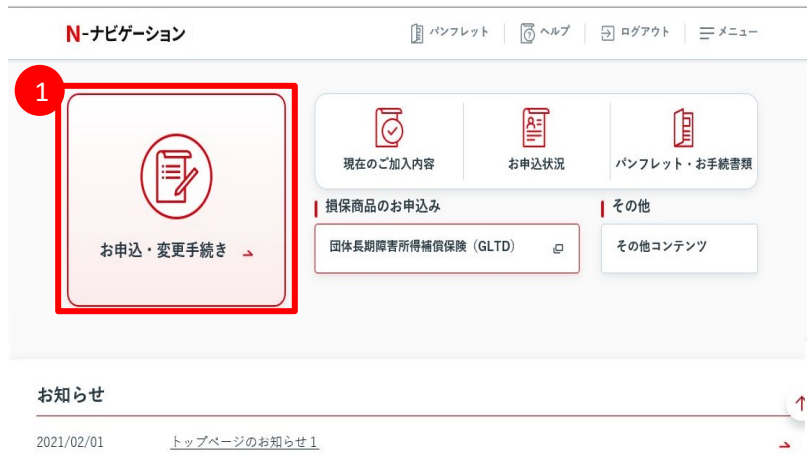 N-ナビゲーション
パンフレット
ヘルプ
ログアウト
メニュー
1
お申込・変更手続き
現在のご加入内容
お申込状況
パンフレット・お手続書類
損保商品のお申込み
団体長期障害所得補償保険（GLTD）
その他
その他コンテンツ
お知らせ
2021/02/01 トップページのお知らせ１